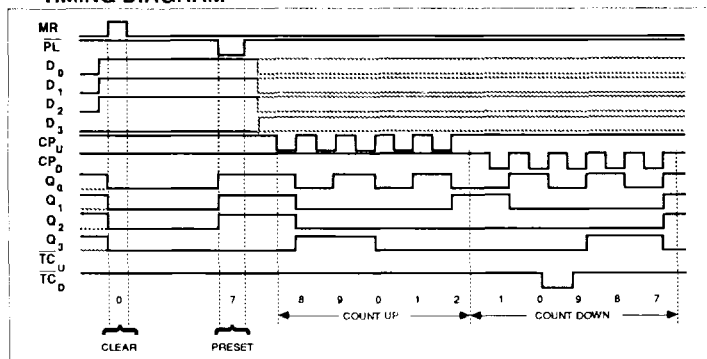 TIMING DIAGRAM
MR
PL
D0
D1
D2
D3
CPU
CPD
Q0
Q1
Q2
Q3
TCU
TCD
0 7 8 9 0 1 2 1 0 9 8 7
COUNT UP COUNT DOWN
CLEAR PRESET